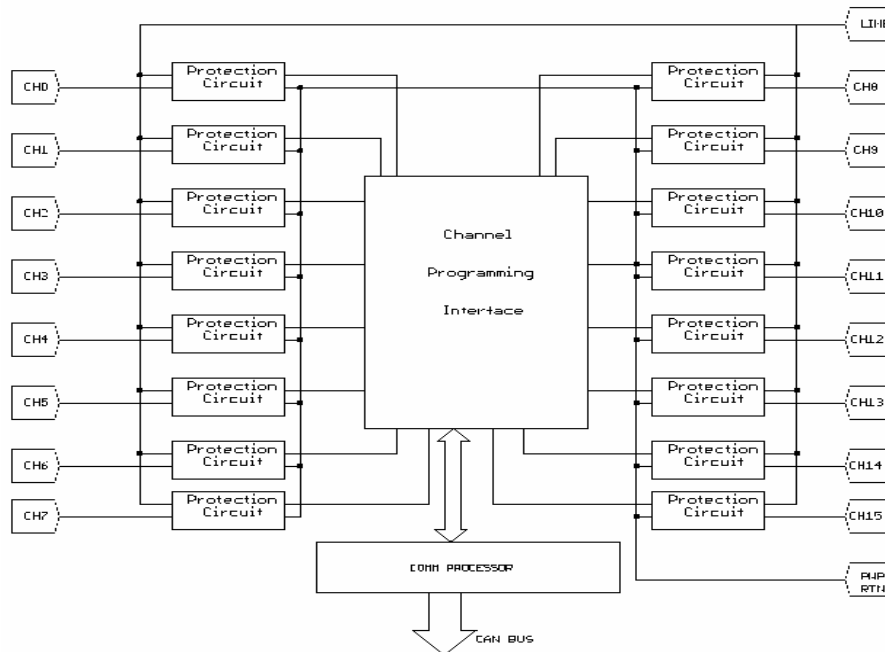 LINE
CH0
Protection
Circuit
Protection
Circuit
CH8
CH1
Protection
Circuit
Protection
Circuit
CH9
CH2
Protection
Circuit
Protection
Circuit
CH10
Channel
Programming
Interface
CH3
Protection
Circuit
Protection
Circuit
CH11
CH4
Protection
Circuit
Protection
Circuit
CH12
CH5
Protection
Circuit
Protection
Circuit
CH13
CH6
Protection
Circuit
Protection
Circuit
CH14
CH7
Protection
Circuit
Protection
Circuit
CH15
COMM PROCESSOR
PWR
RTN
CAN BUS